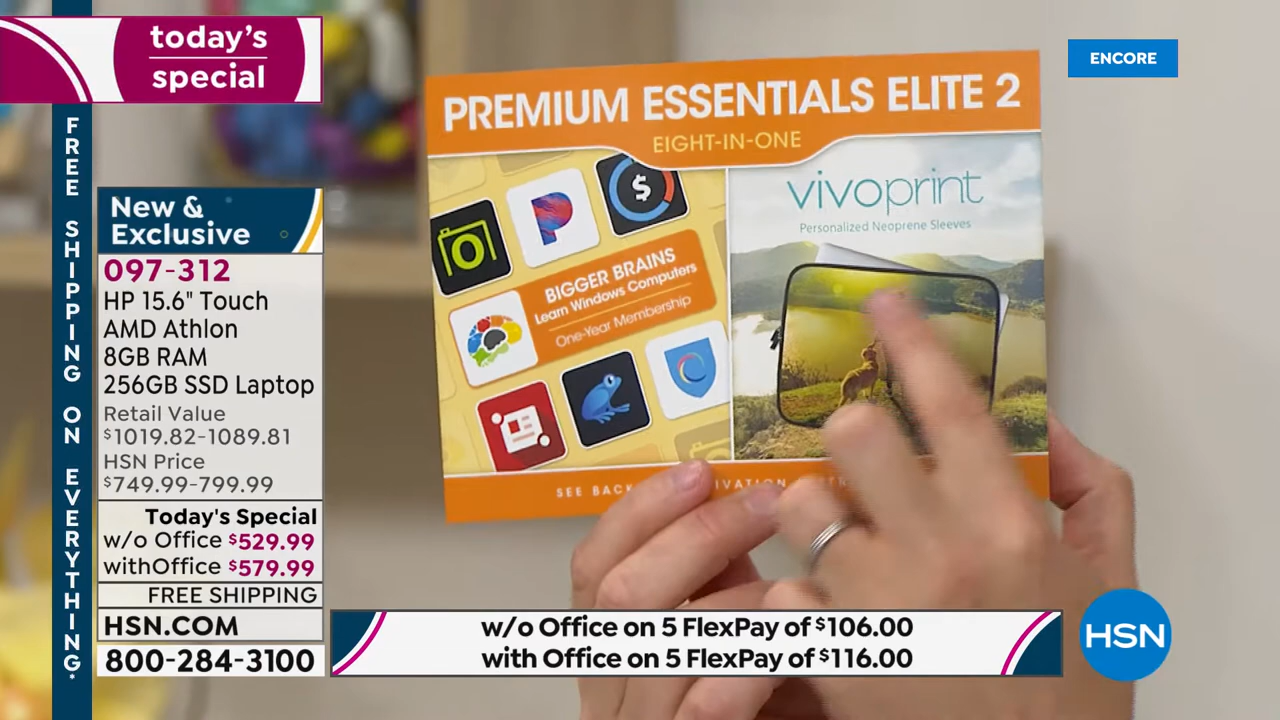 today's
special
ENCORE
FREE SHIPPING ON EVERYTHING.*
New &
Exclusive
097-312
HP 15.6" Touch
AMD Athlon
8GB RAM
256GB SSD Laptop
Retail Value
$1019.82-1089.81
HSN Price
$749.99-799.99
Today's Special
w/o Office $529.99
withOffice $579.99
FREE SHIPPING
HSN.COM
800-284-3100
PREMIUM ESSENTIALS ELITE 2
EIGHT-IN-ONE
BIGGER BRAINS
Learn Windows Computers
One-Year Membership
vivoprint
Personalized Neoprene Sleeves
SEE BACK
w/o Office on 5 FlexPay of $106.00
with Office on 5 FlexPay of $116.00
HSN